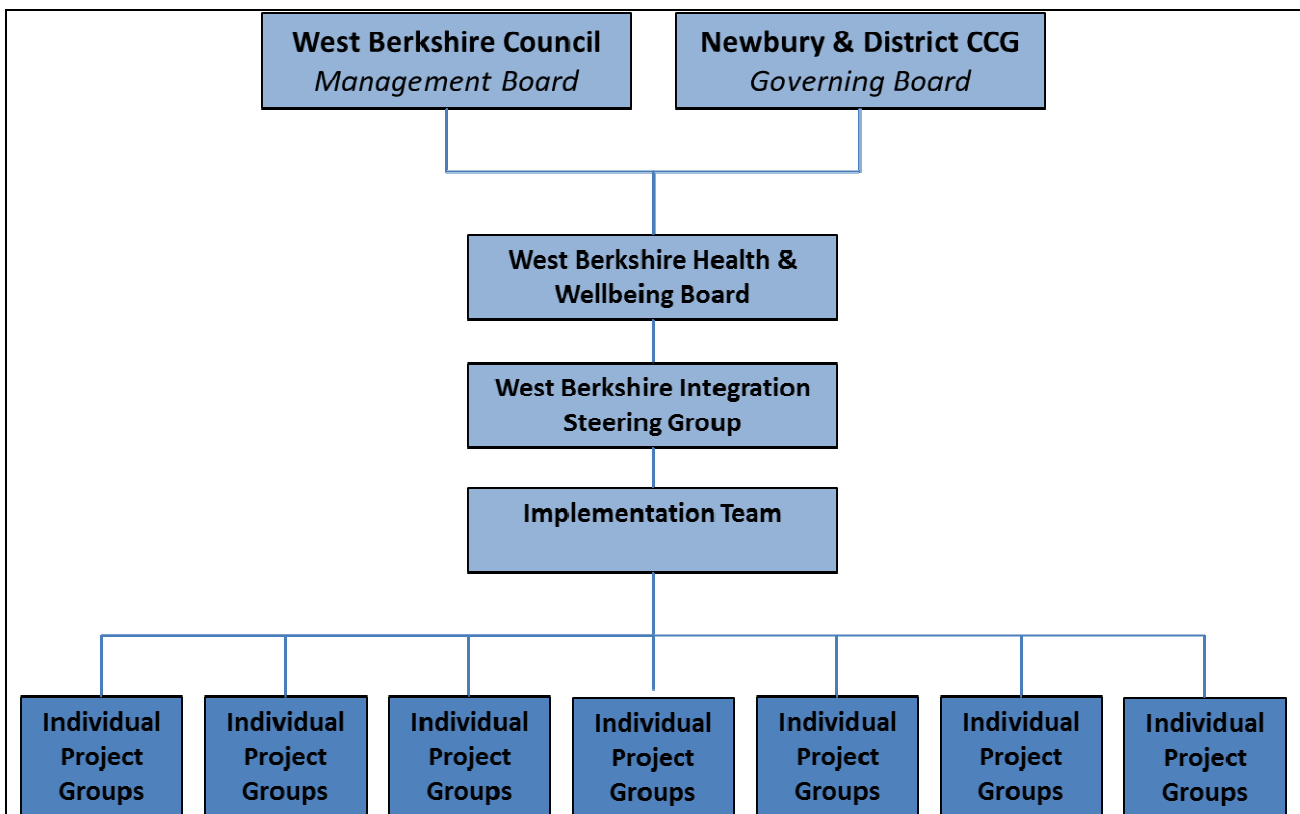 West Berkshire Council
Management Board
Newbury & District CCG
Governing Board
West Berkshire Health &
Wellbeing Board
West Berkshire Integration
Steering Group
Implementation Team
Individual
Project
Groups
Individual
Project
Groups
Individual
Project
Groups
Individual
Project
Groups
Individual
Project
Groups
Individual
Project
Groups
Individual
Project
Groups